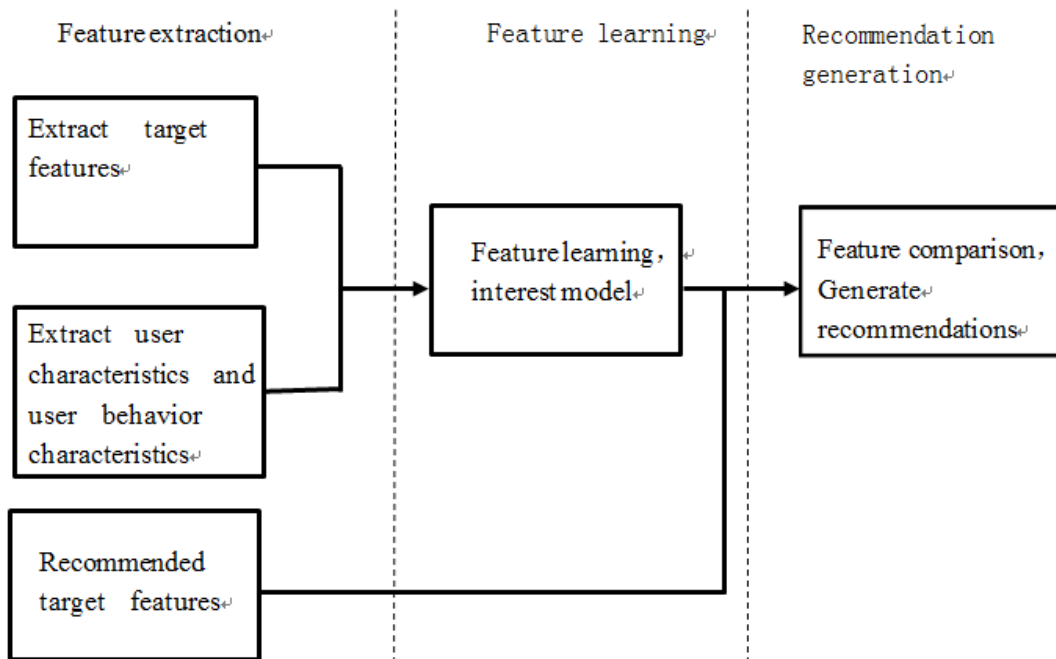 Feature extraction
Feature learning
Recommendation
generation
Extract target
features
Extract user
characteristics and
user behavior
characteristics
Recommended
target features
Feature learning，
interest model
Feature comparison，
Generate
recommendations